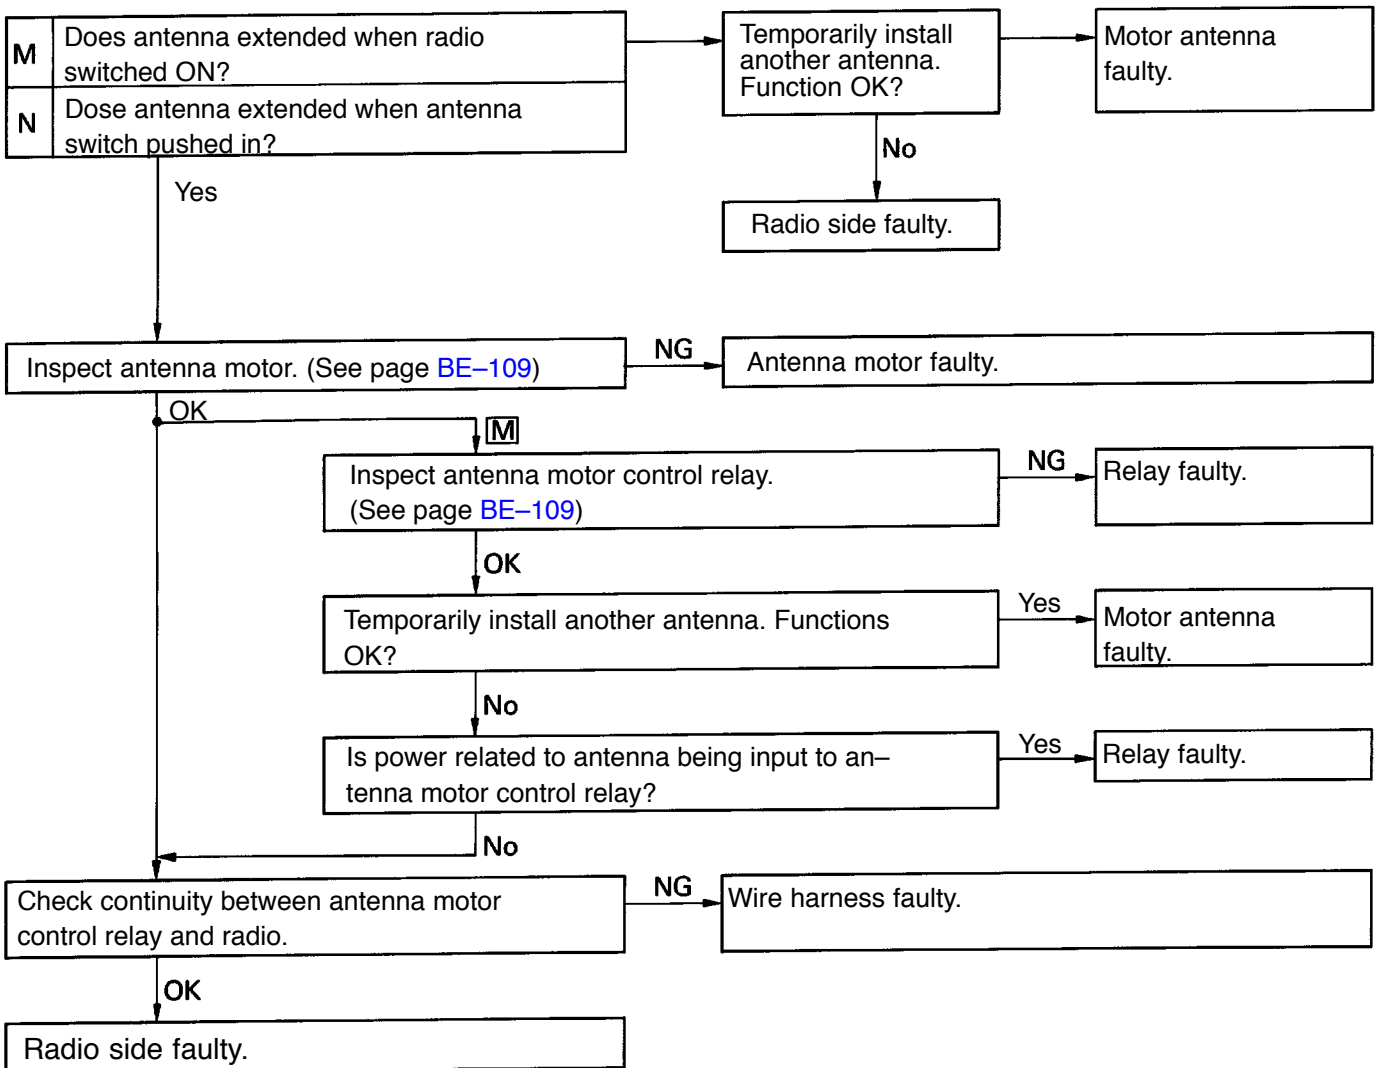 M
Does antenna extended when radio
switched ON?
N
Dose antenna extended when antenna
switch pushed in?
Temporarily install
another antenna.
Function OK?
Motor antenna
faulty.
No
Radio side faulty.
Yes
Inspect antenna motor. (See page BE–109)
NG
Antenna motor faulty.
OK
M
Inspect antenna motor control relay.
(See page BE–109)
NG
Relay faulty.
OK
Temporarily install another antenna. Functions
OK?
Yes
Motor antenna
faulty.
No
Is power related to antenna being input to an–
tenna motor control relay?
Yes
Relay faulty.
No
Check continuity between antenna motor
control relay and radio.
NG
Wire harness faulty.
OK
Radio side faulty.